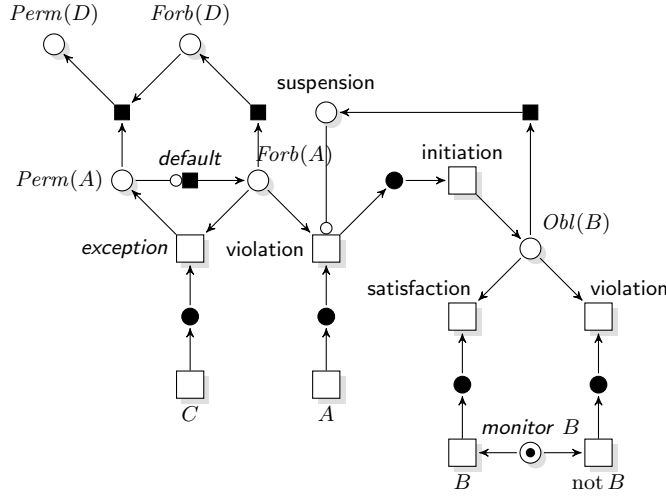 Perm(D)
Forb(D)
suspension
default
Forb(A)
initiation
Perm(A)
Obl(B)
exception
violation
satisfaction
violation
C
A
monitor B
B
not B